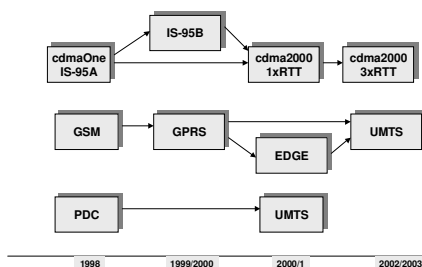 IS-95B
cdmaOne
IS-95A
cdma2000
1xRTT
cdma2000
3xRTT
GSM
GPRS
UMTS
EDGE
PDC
UMTS
1998
1999/2000
2000/1
2002/2003